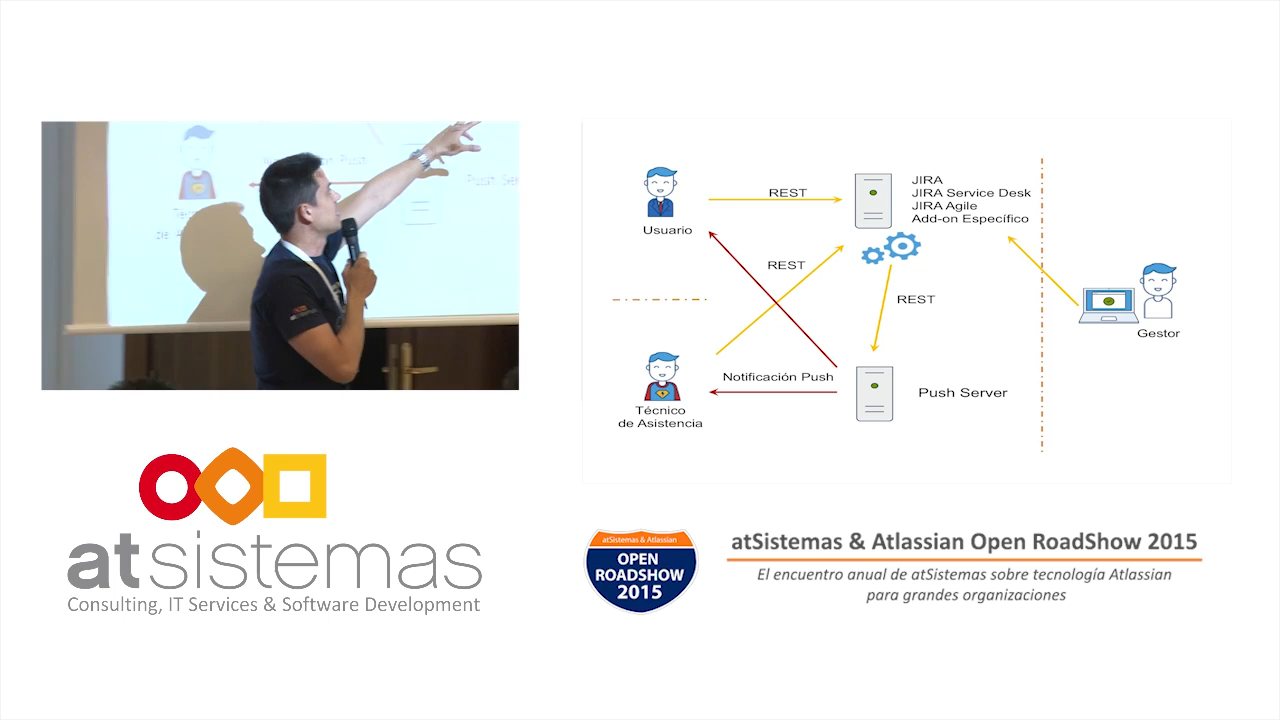 atsistemas
Consulting, IT Services & Software Development
Usuario
REST
JIRA
JIRA Service Desk
JIRA Agile
Add-on Específico
REST
REST
Gestor
Notificación Push
Técnico
de Asistencia
Push Server
atSistemas & Atlassian
OPEN
ROADSHOW
2015
atSistemas & Atlassian Open RoadShow 2015
El encuentro anual de atSistemas sobre tecnología Atlassian
para grandes organizaciones